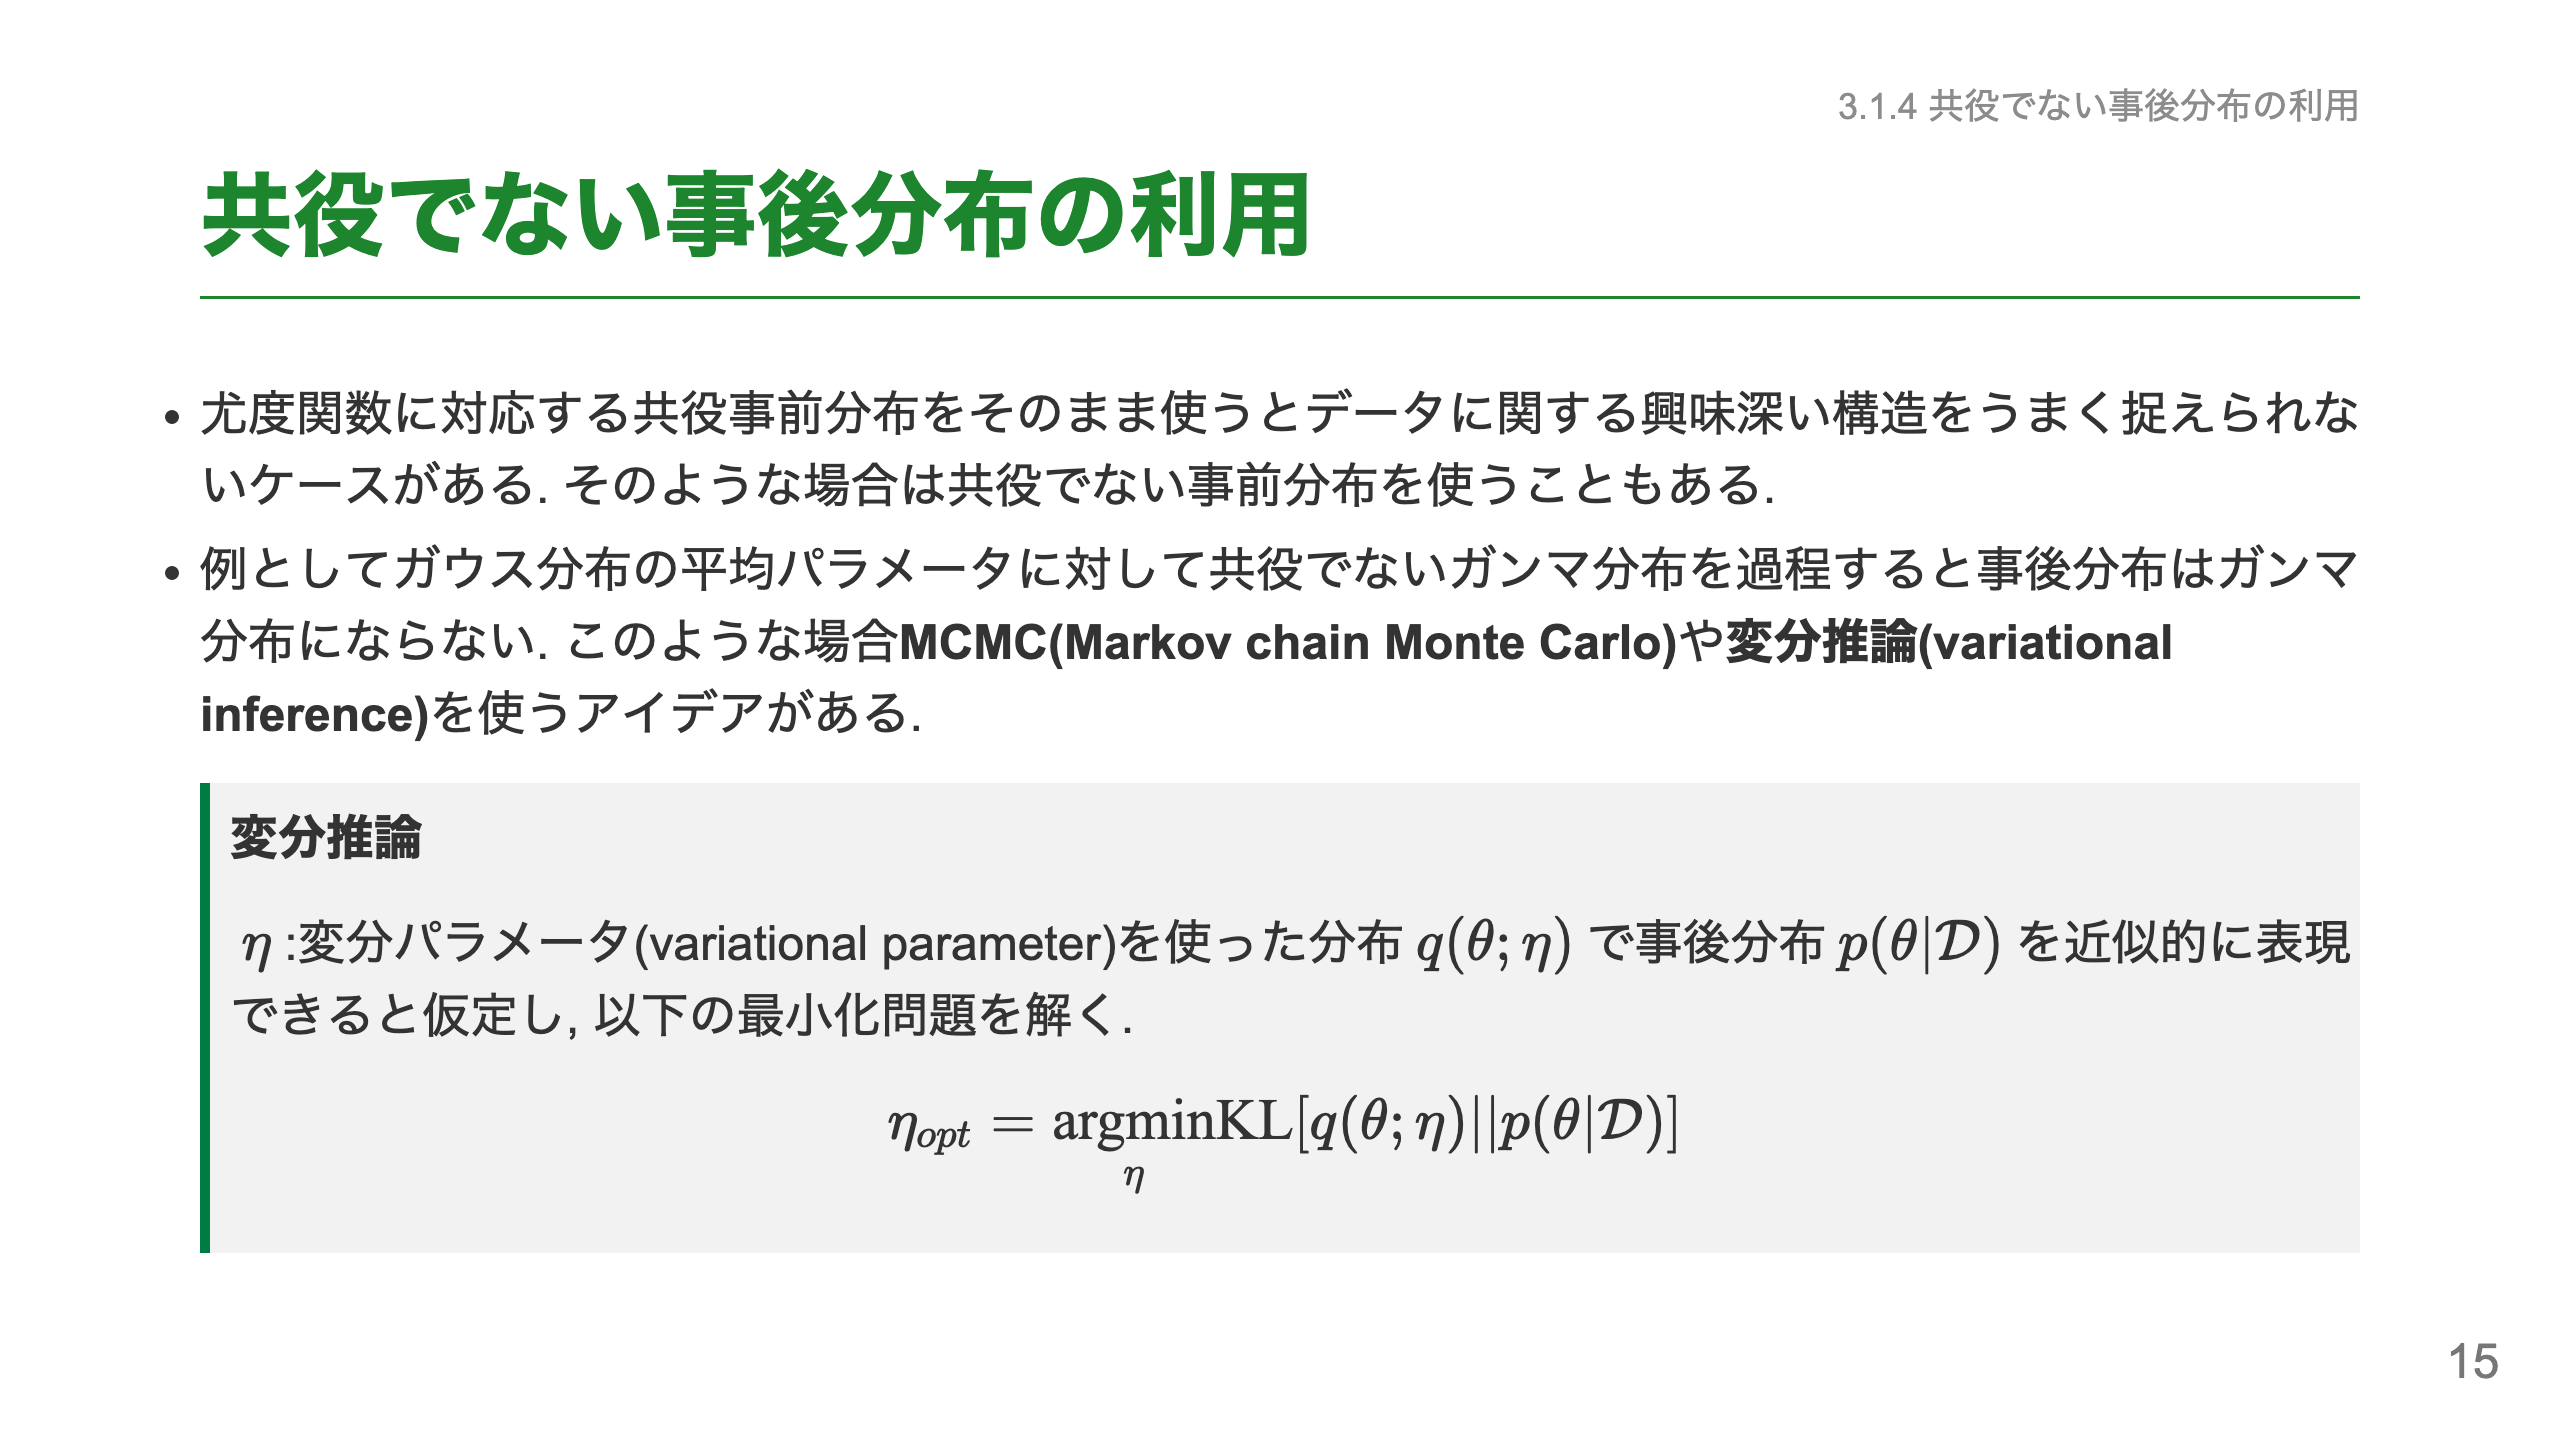 3.1.4 共役でない事後分布の利用
共役でない事後分布の利用
• 尤度関数に対応する共役事前分布をそのまま使うとデータに関する興味深い構造をうまく捉えられな
いケースがある. そのような場合は共役でない事前分布を使うこともある.
• 例としてガウス分布の平均パラメータに対して共役でないガンマ分布を過程すると事後分布はガンマ
分布にならない. このような場合MCMC(Markov chain Monte Carlo)や変分推論(variational
inference)を使うアイデアがある.
変分推論
η :変分パラメータ(variational parameter)を使った分布 q(θ; η) で事後分布 p(θ|𝒟) を近似的に表現
できると仮定し, 以下の最小化問題を解く.
η_{opt} = argminKL[q(θ; η)||p(θ|𝒟)]
η
15